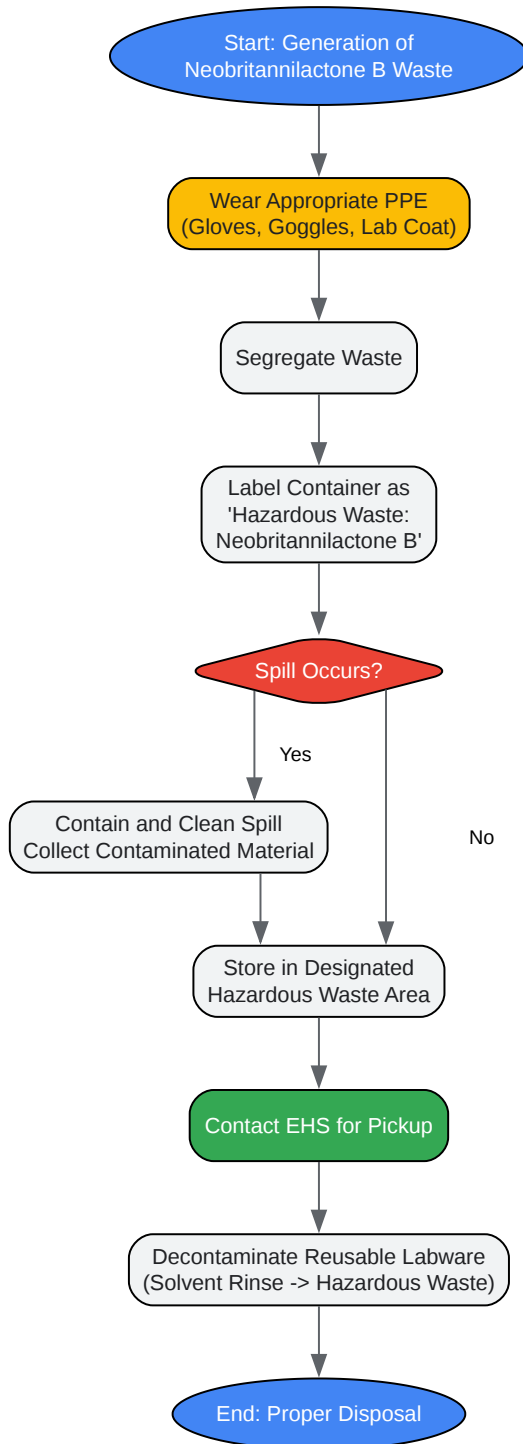 Start: Generation of
Neobritannilactone B Waste
Wear Appropriate PPE
(Gloves, Goggles, Lab Coat)
Segregate Waste
Label Container as
'Hazardous Waste:
Neobritannilactone B'
Spill Occurs?
Yes
Contain and Clean Spill
Collect Contaminated Material
No
Store in Designated
Hazardous Waste Area
Contact EHS for Pickup
Decontaminate Reusable Labware
(Solvent Rinse -> Hazardous Waste)
End: Proper Disposal